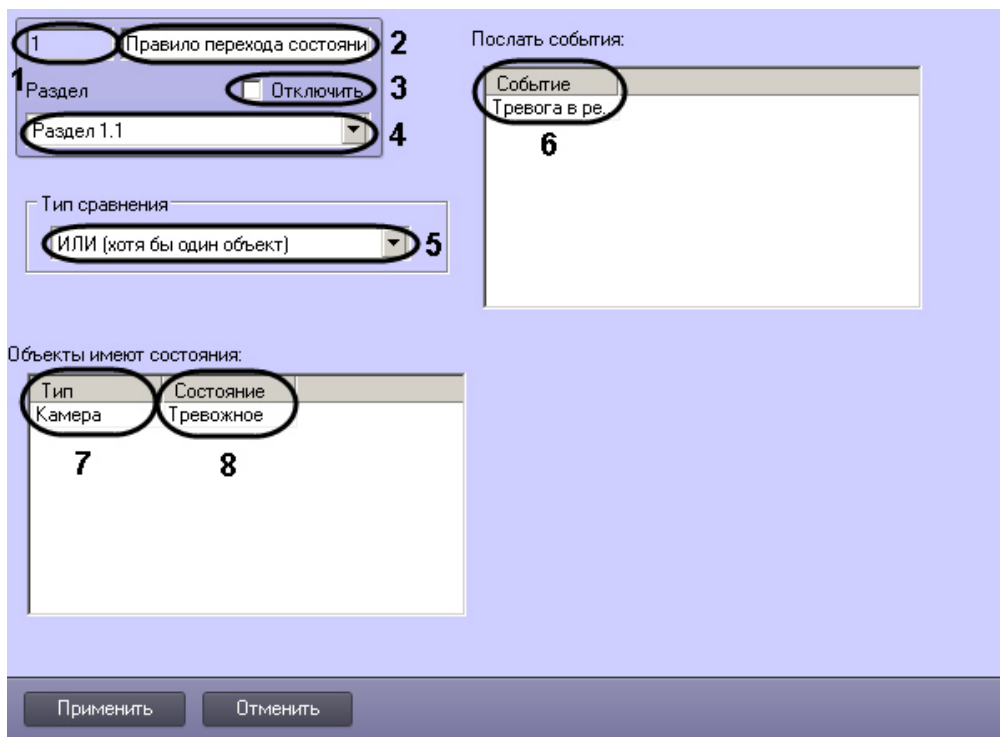 1 Правило перехода состояни 2
1 Раздел Отключить 3
Раздел 1.1 4
Тип сравнения
ИЛИ (хотя бы один объект) 5
Послать события:
Событие
Тревога в ре...
6
Объекты имеют состояния:
Тип Состояние
Камера Тревожное
7 8
Применить Отменить